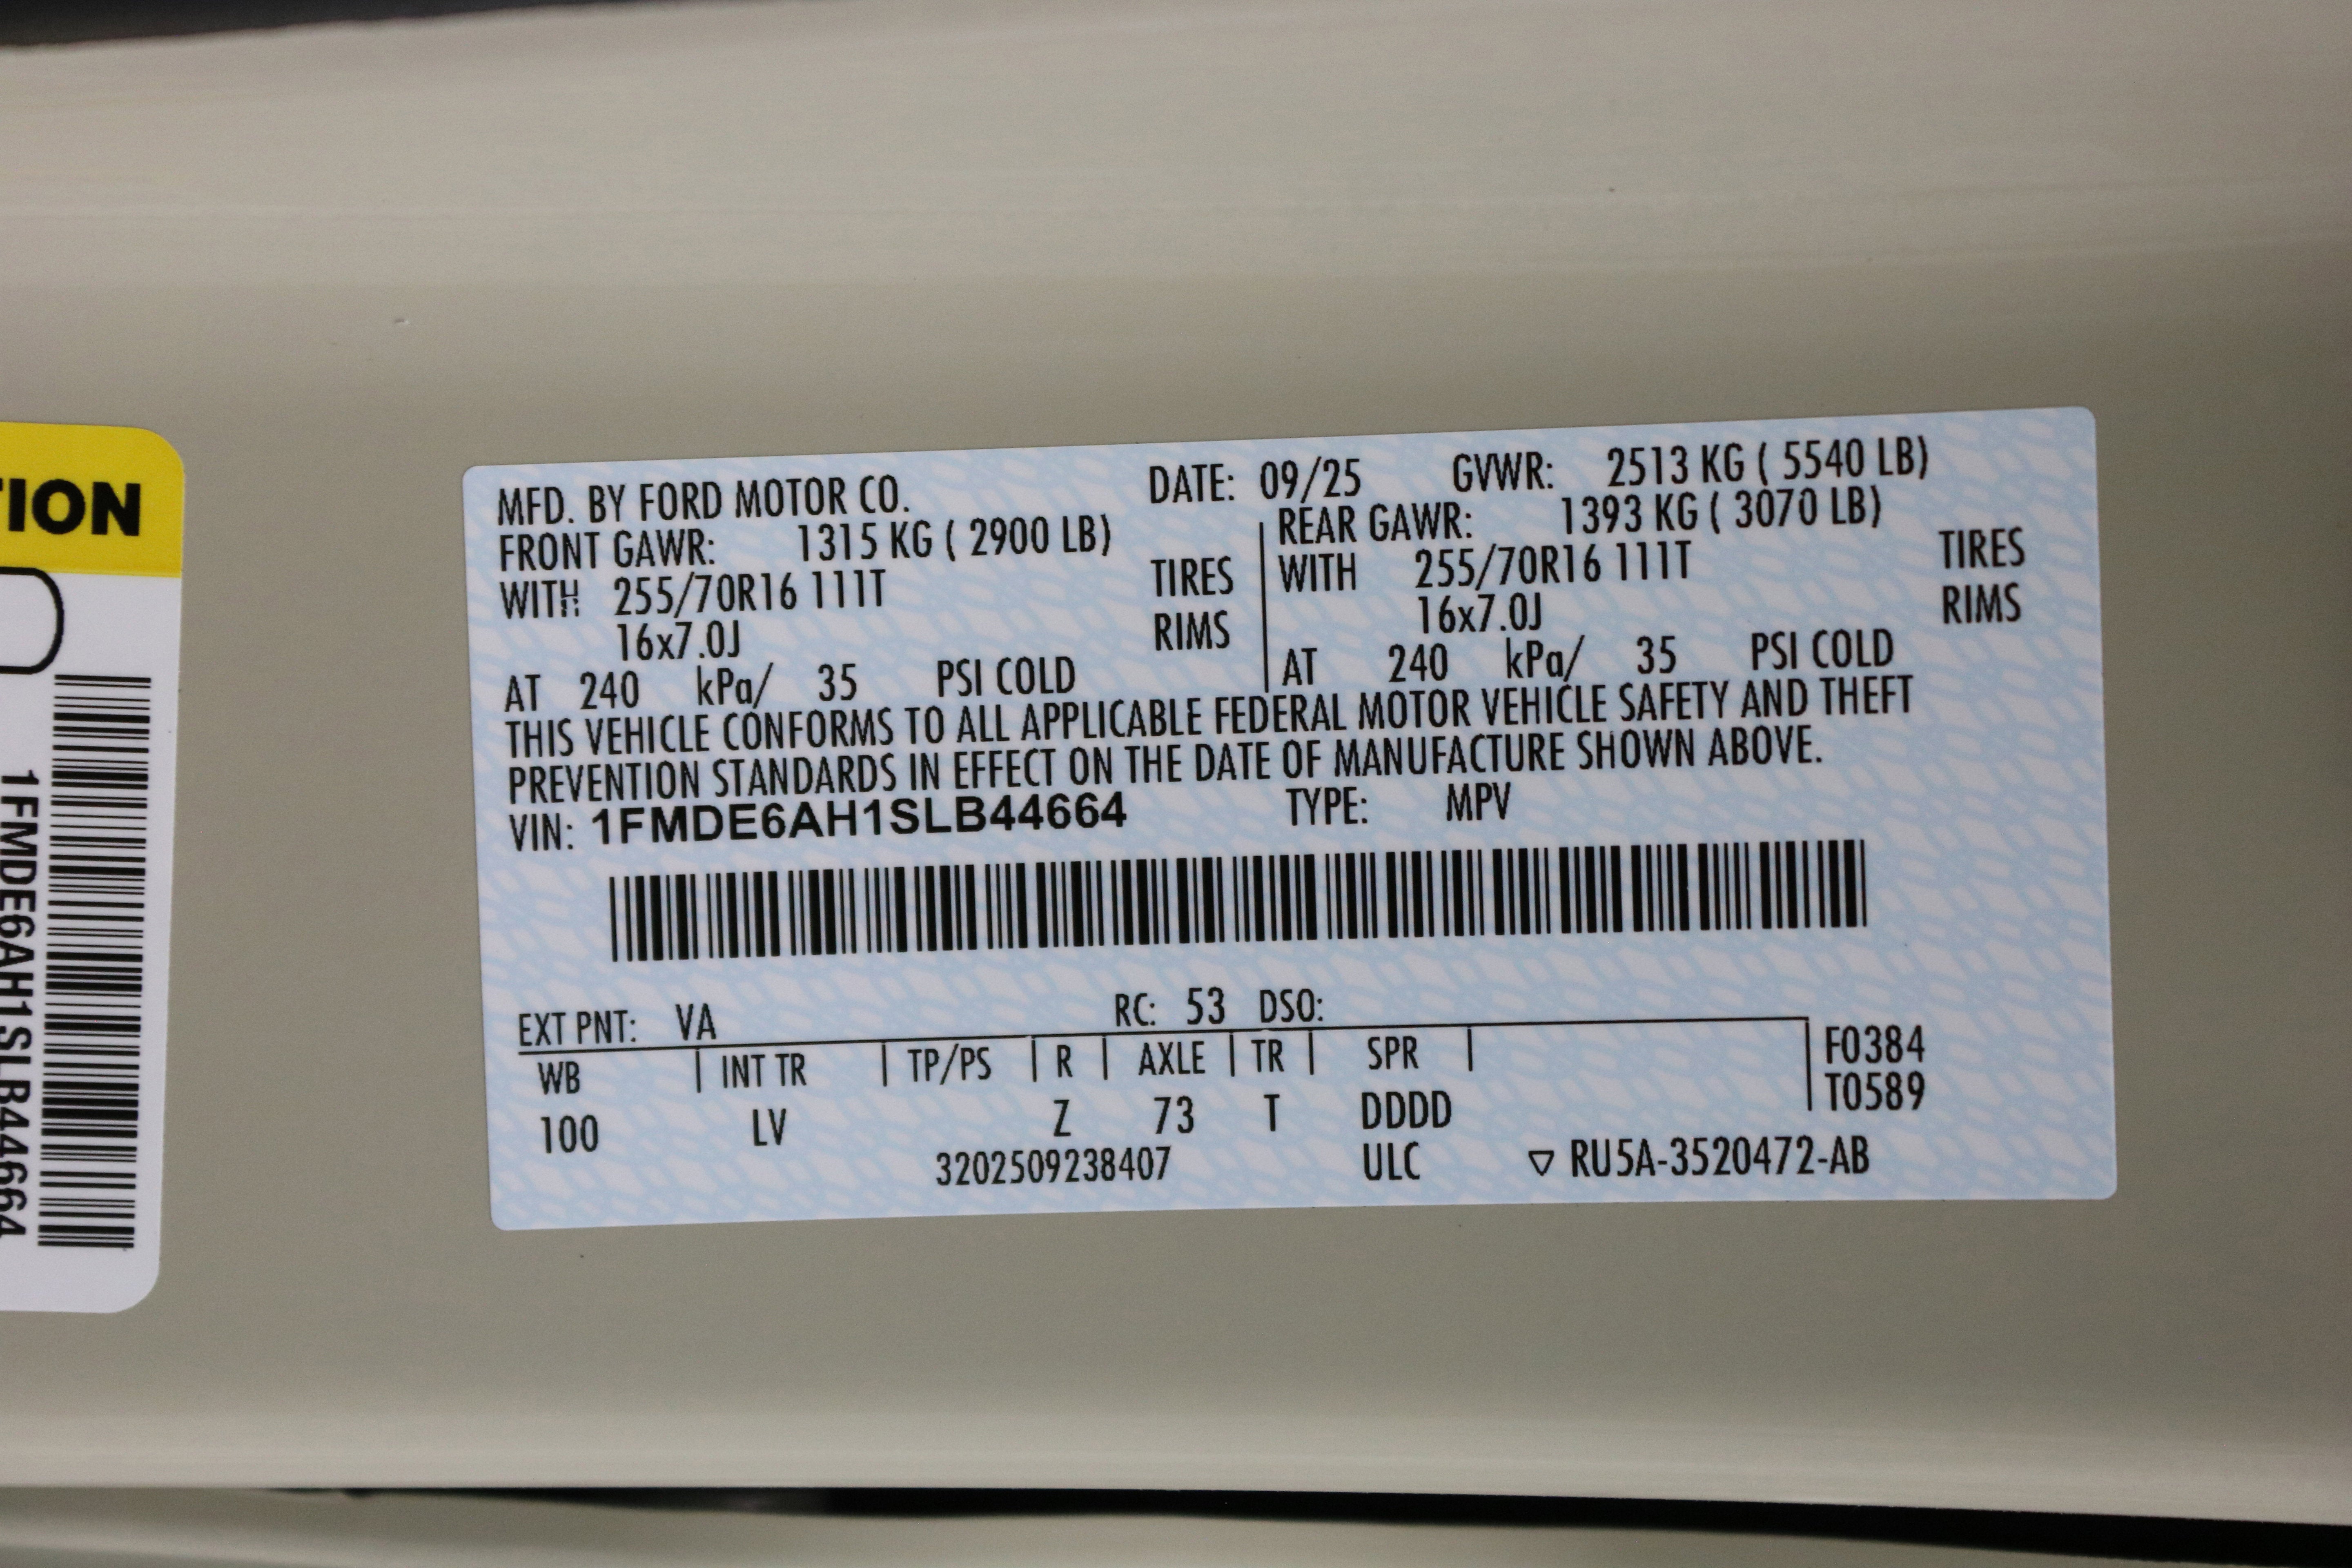 TION
1FMDE6AH1SLB44664
MFD. BY FORD MOTOR CO. DATE: 09/25 GVWR: 2513 KG ( 5540 LB)
FRONT GAWR: 1315 KG ( 2900 LB) REAR GAWR: 1393 KG ( 3070 LB)
WITH 255/70R16 111T TIRES WITH 255/70R16 111T TIRES
16x7.0J RIMS 16x7.0J RIMS
AT 240 kPa/ 35 PSI COLD AT 240 kPa/ 35 PSI COLD
THIS VEHICLE CONFORMS TO ALL APPLICABLE FEDERAL MOTOR VEHICLE SAFETY AND THEFT
PREVENTION STANDARDS IN EFFECT ON THE DATE OF MANUFACTURE SHOWN ABOVE.
VIN: 1FMDE6AH1SLB44664 TYPE: MPV
EXT PNT: VA RC: 53 DSO:
WB INT TR TP/PS R AXLE TR SPR F0384
100 LV Z 73 T DDDD T0589
3202509238407 ULC ▽ RU5A-3520472-AB